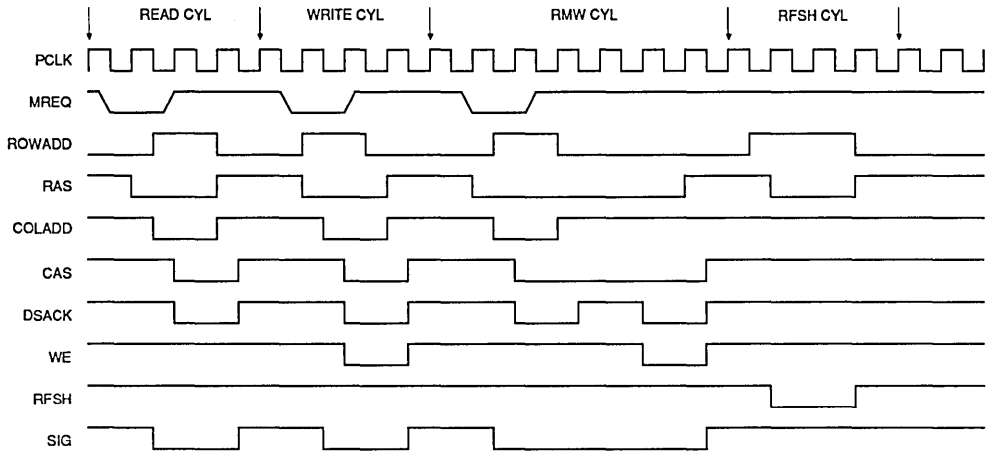 READ CYL WRITE CYL RMW CYL RFSH CYL
PCLK
MREQ
ROWADD
RAS
COLADD
CAS
DSACK
WE
RFSH
SIG